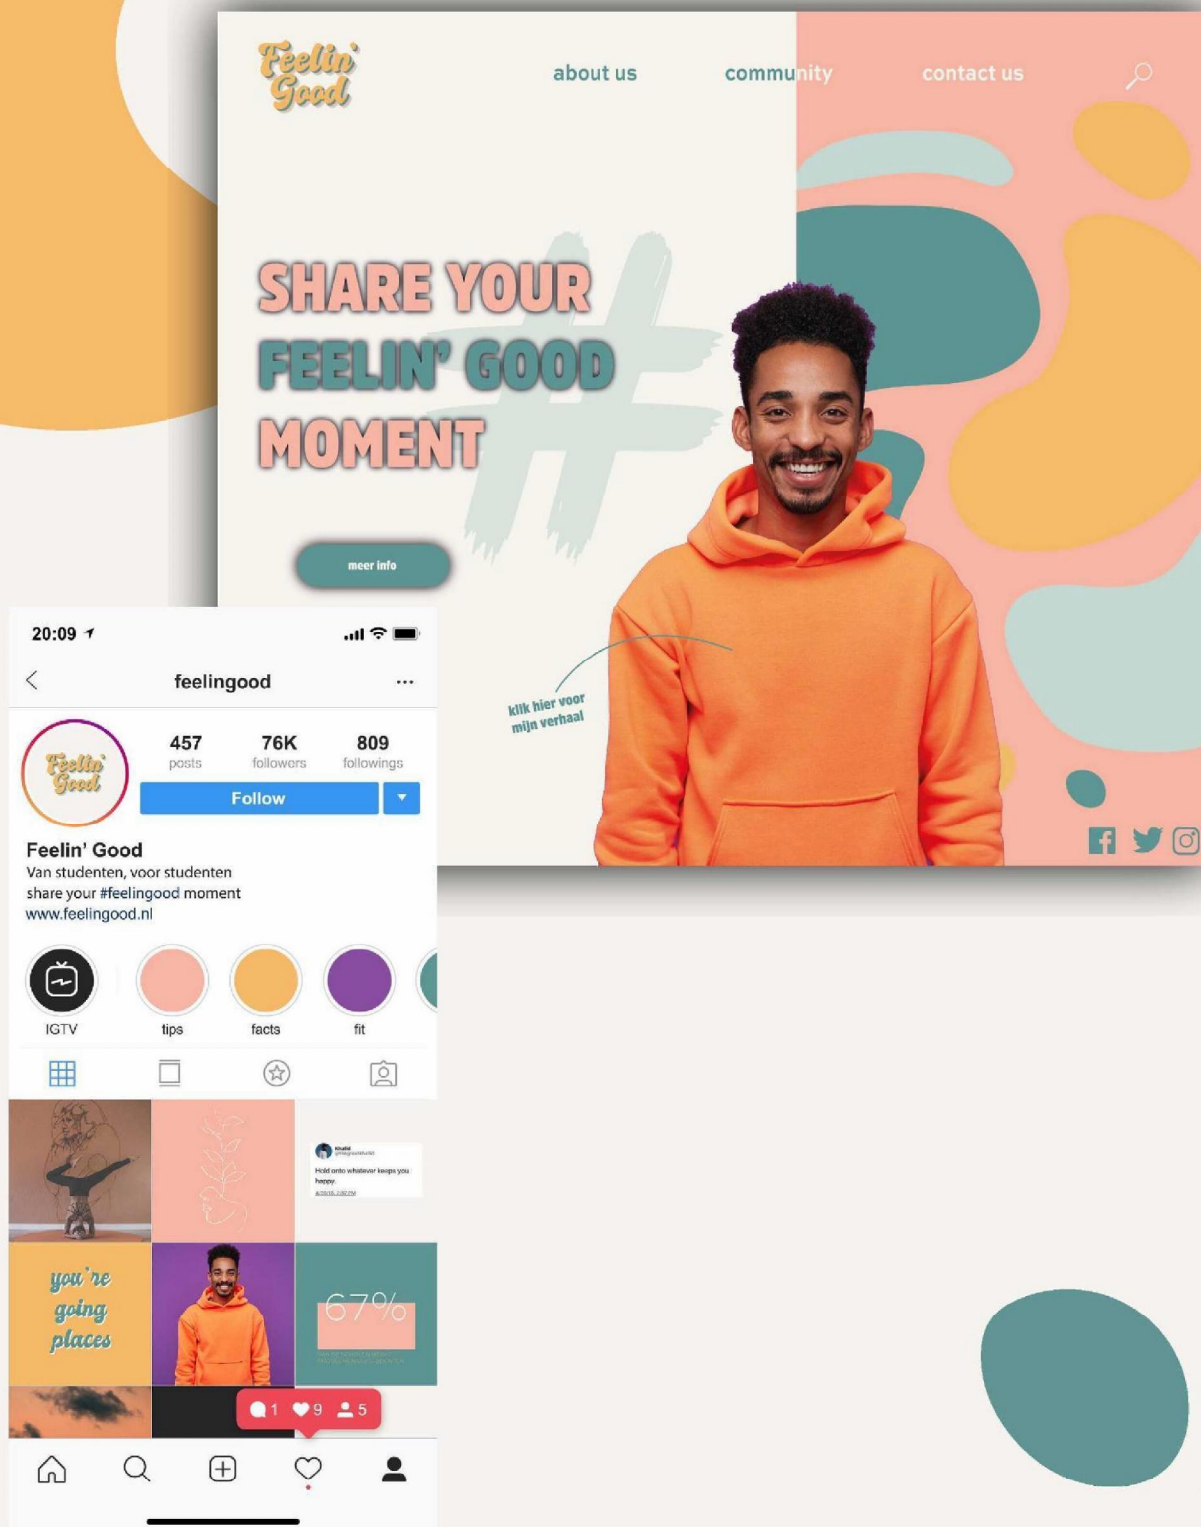 Feelin'
Good
about us
community
contact us
SHARE YOUR
FEELIN' GOOD
MOMENT
meer info
klik hier voor
mijn verhaal
20:09
feelingood
Feelin'
Good
457
posts
76K
followers
809
followings
Follow
Feelin' Good
Van studenten, voor studenten
share your #feelingood moment
www.feelingood.nl
IGTV
tips
facts
fit
Khalid
Hold onto whatever keeps you
happy.
you're
going
places
67%
1
9
5